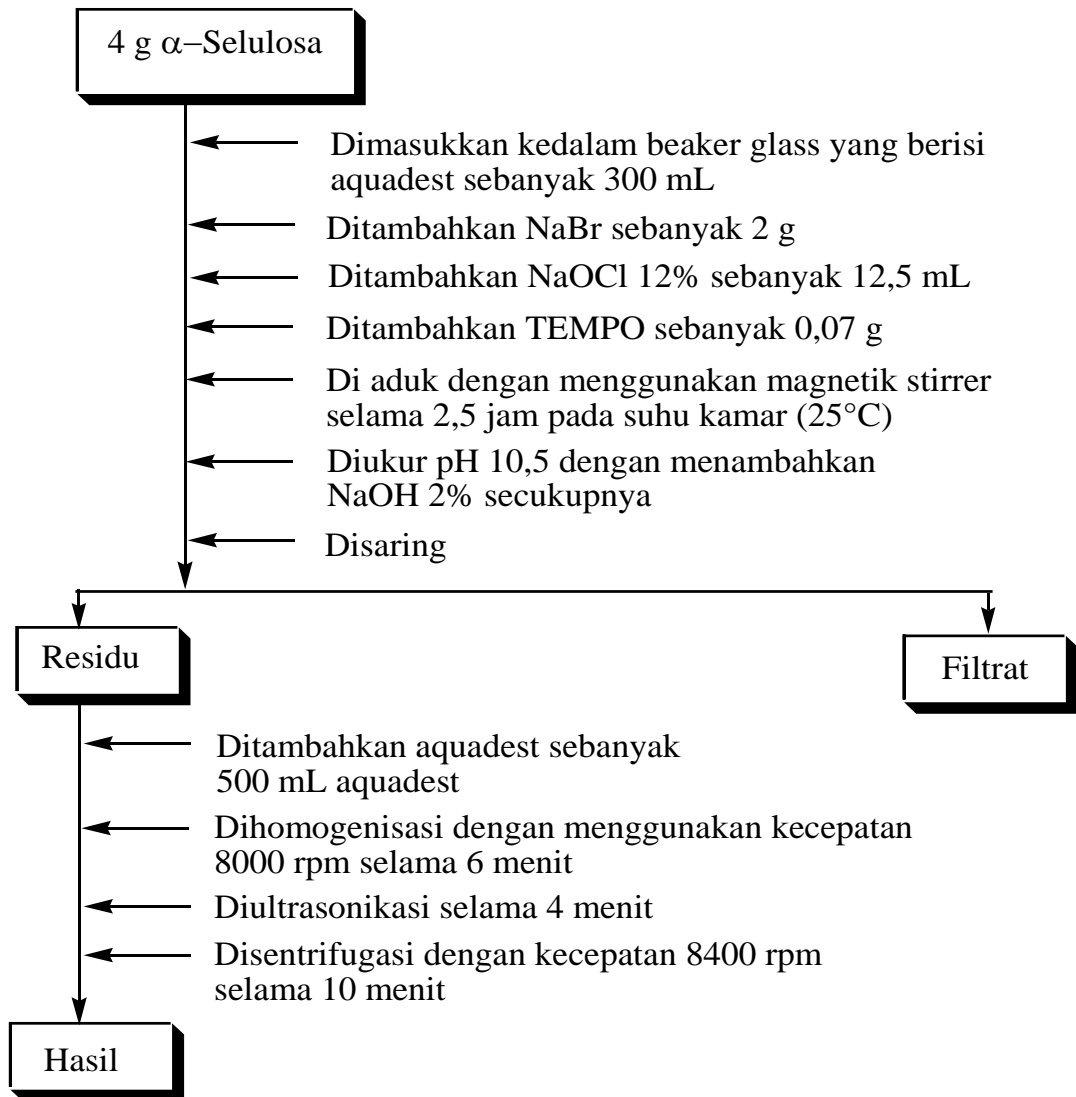 4 g α–Selulosa
Dimasukkan kedalam beaker glass yang berisi
aquadest sebanyak 300 mL
Ditambahkan NaBr sebanyak 2 g
Ditambahkan NaOCl 12% sebanyak 12,5 mL
Ditambahkan TEMPO sebanyak 0,07 g
Di aduk dengan menggunakan magnetik stirrer
selama 2,5 jam pada suhu kamar (25°C)
Diukur pH 10,5 dengan menambahkan
NaOH 2% secukupnya
Disaring
Residu
Filtrat
Ditambahkan aquadest sebanyak
500 mL aquadest
Dihomogenisasi dengan menggunakan kecepatan
8000 rpm selama 6 menit
Diultrasonikasi selama 4 menit
Disentrifugasi dengan kecepatan 8400 rpm
selama 10 menit
Hasil